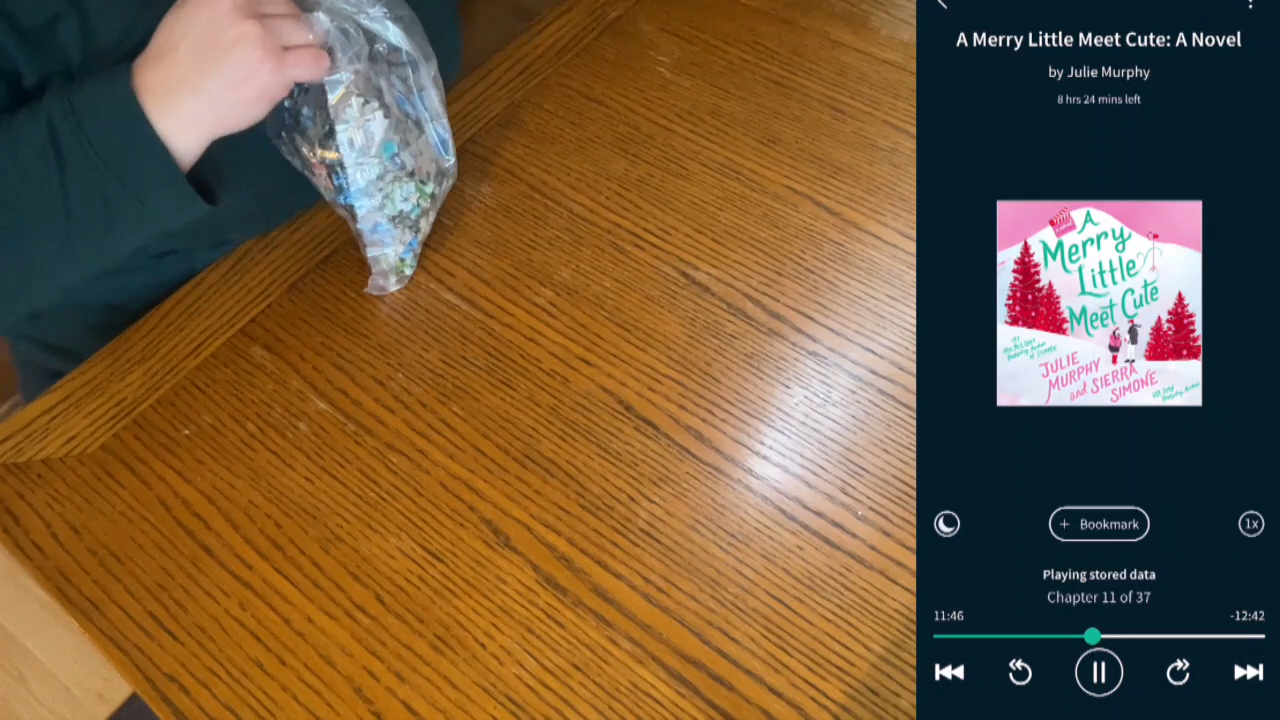 A Merry Little Meet Cute: A Novel
by Julie Murphy
8 hrs 24 mins left
A
Merry
Little
Meet Cute
JULIE
MURPHY
and SIERRA
SIMONE
+ Bookmark
1x
Playing stored data
Chapter 11 of 37
11:46
-12:42